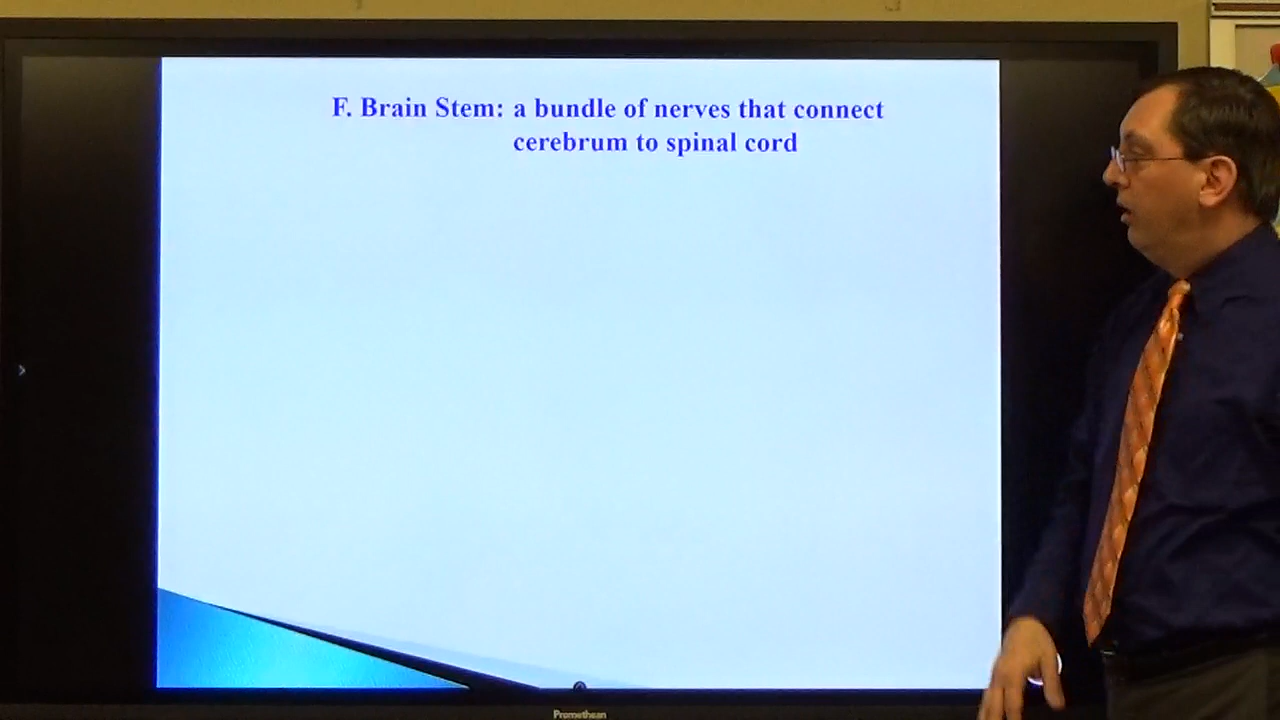 F. Brain Stem: a bundle of nerves that connect
cerebrum to spinal cord
Promethean